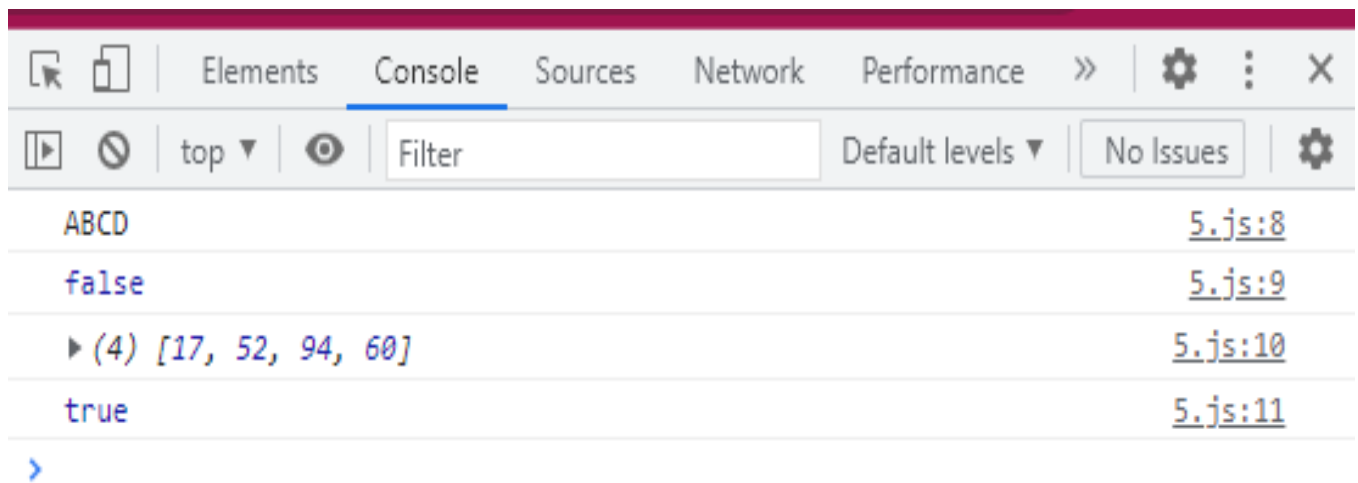 Elements Console Sources Network Performance »
top ▼ Filter Default levels ▼ No Issues
ABCD 5.js:8
false 5.js:9
▶ (4) [17, 52, 94, 60] 5.js:10
true 5.js:11
>